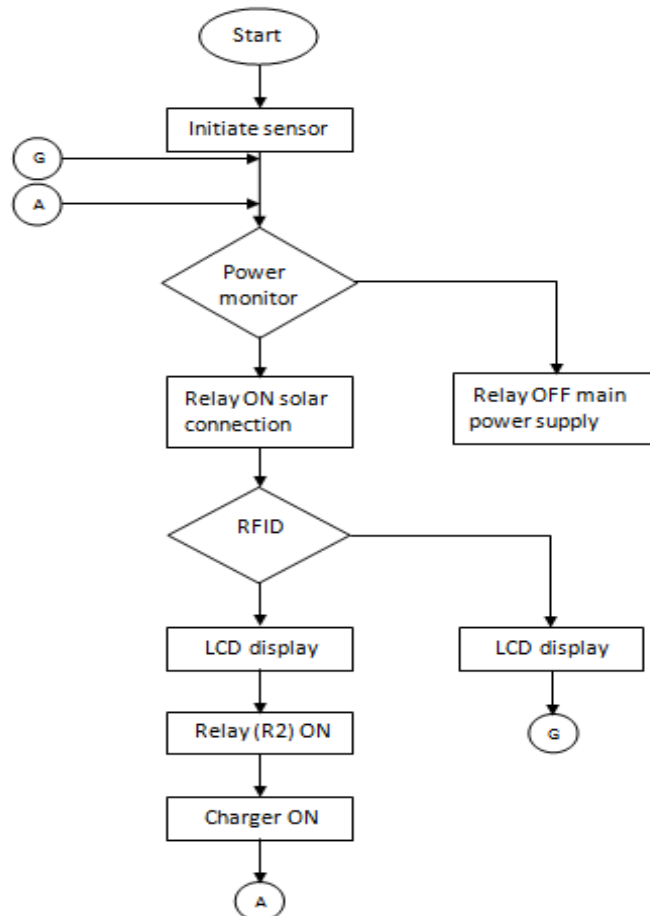 Start
Initiate sensor
G
A
Power
monitor
Relay ON solar
connection
Relay OFF main
power supply
RFID
LCD display
LCD display
Relay (R2) ON
G
Charger ON
A